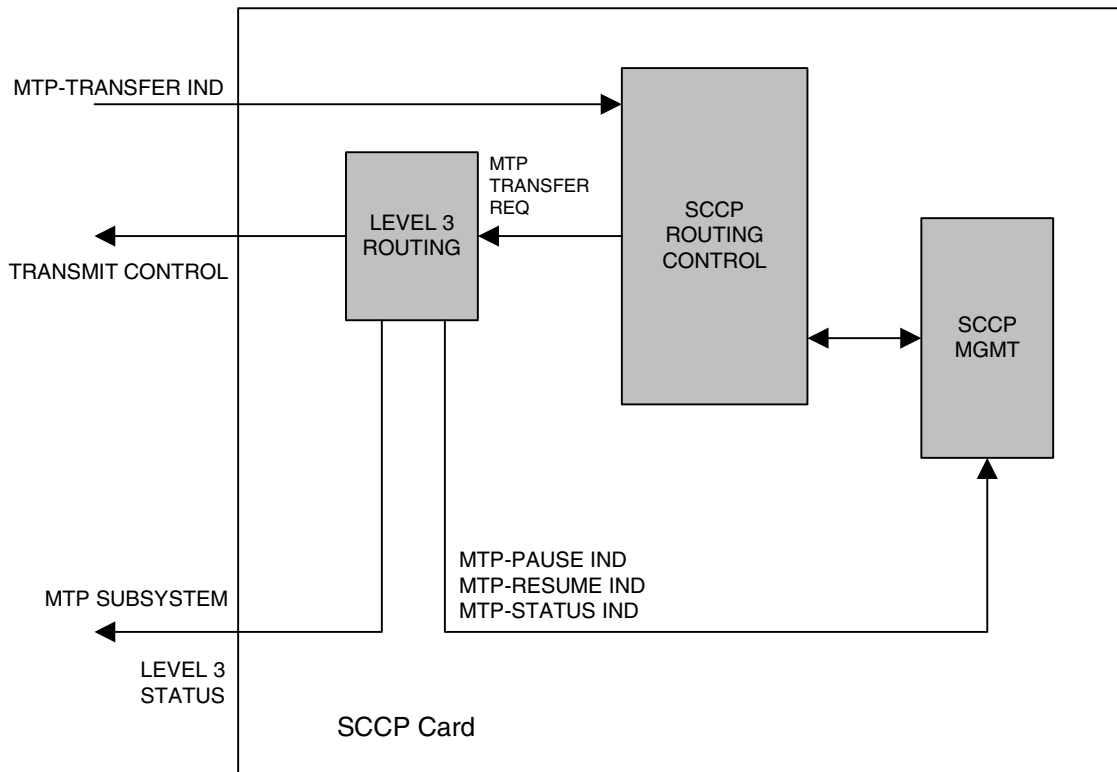 MTP-TRANSFER IND
MTP
TRANSFER
REQ
LEVEL 3
ROUTING
SCCP
ROUTING
CONTROL
TRANSMIT CONTROL
SCCP
MGMT
MTP-PAUSE IND
MTP-RESUME IND
MTP-STATUS IND
MTP SUBSYSTEM
LEVEL 3
STATUS
SCCP Card